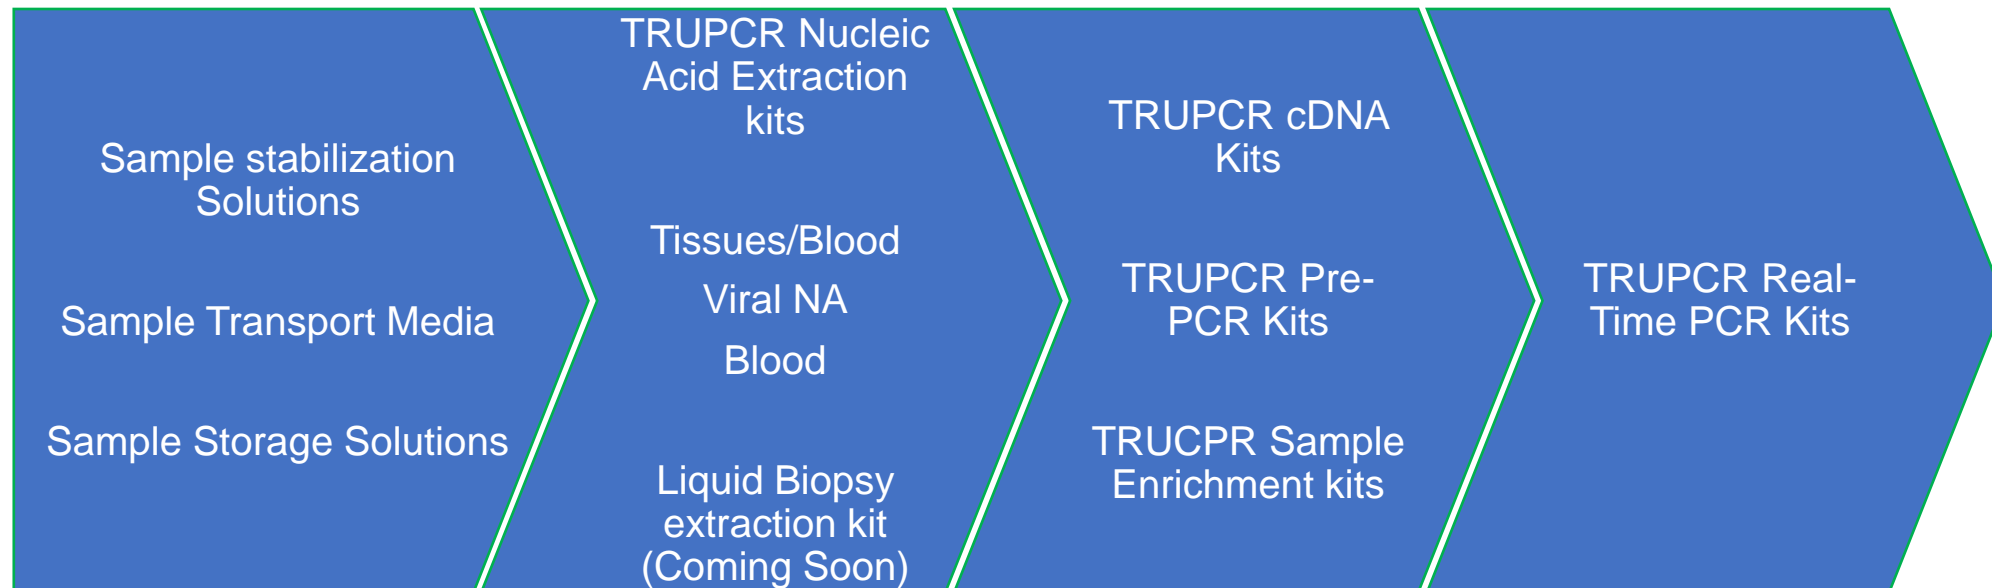 Sample stabilization
Solutions
Sample Transport Media
Sample Storage Solutions
TRUPCR Nucleic
Acid Extraction
kits
Tissues/Blood
Viral NA
Blood
Liquid Biopsy
extraction kit
(Coming Soon)
TRUPCR cDNA
Kits
TRUPCR Pre-
PCR Kits
TRUCPR Sample
Enrichment kits
TRUPCR Real-
Time PCR Kits